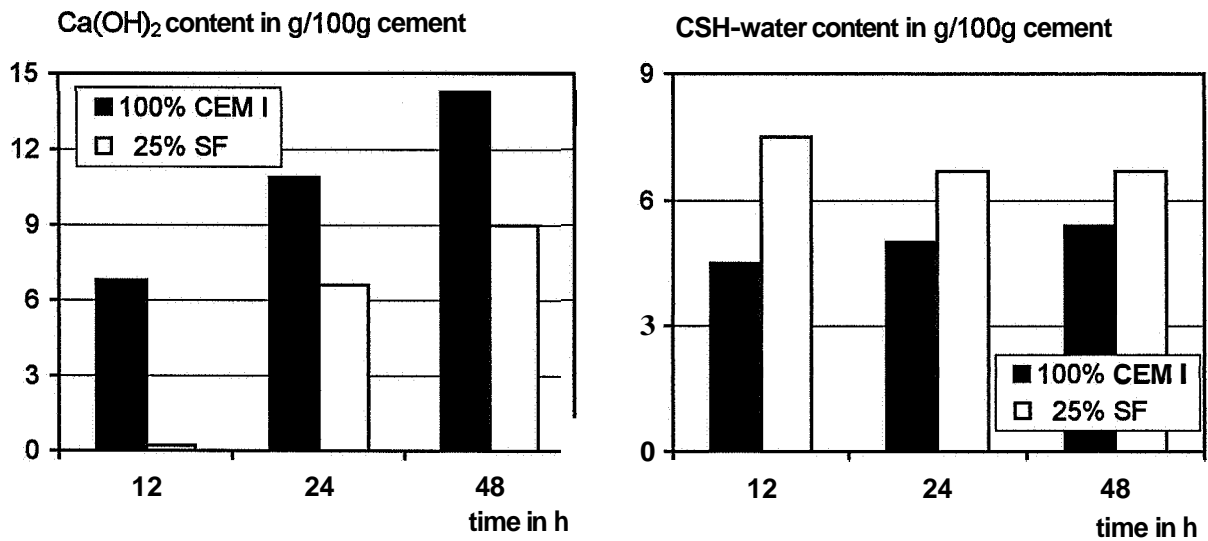 Ca(OH)₂ content in g/100g cement
15
12
9
6
3
0
100% CEM I
25% SF
12 24 48
time in h
CSH-water content in g/100g cement
9
6
3
0
100% CEM I
25% SF
12 24 48
time in h